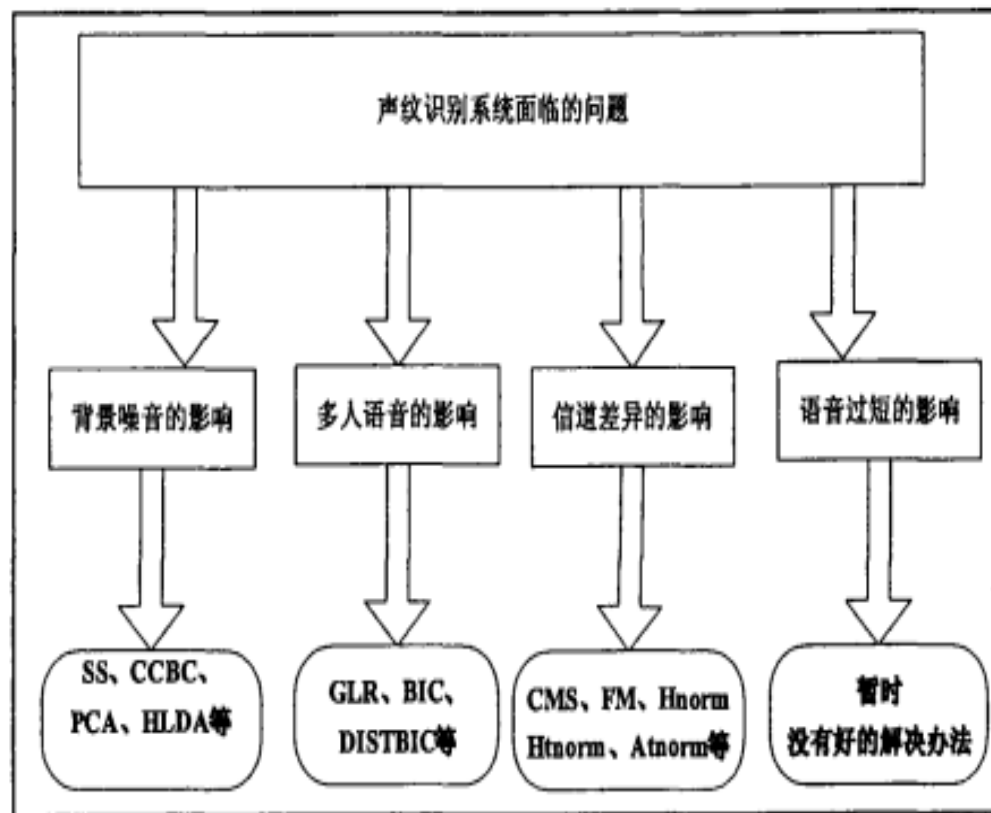 声纹识别系统面临的问题
背景噪音的影响
多人语音的影响
信道差异的影响
语音过短的影响
SS、CCBC、
PCA、HLDA等
GLR、BIC、
DISTBIC等
CMS、FM、Hnorm
Htnorm、Atnorm等
暂时
没有好的解决办法